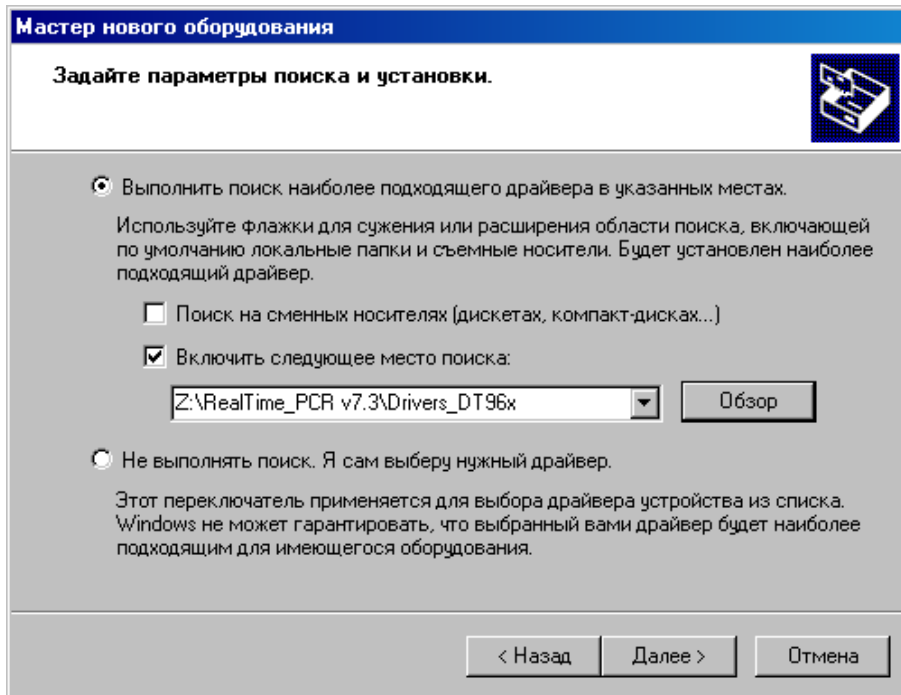 Мастер нового оборудования
Задайте параметры поиска и установки.
Выполнить поиск наиболее подходящего драйвера в указанных местах.
Используйте флажки для сужения или расширения области поиска, включающей
по умолчанию локальные папки и съемные носители. Будет установлен наиболее
подходящий драйвер.
Поиск на сменных носителях (дискетах, компакт-дисках...)
Включить следующее место поиска:
Z:\RealTime_PCR v7.3\Drivers_DT96x
Обзор
Не выполнять поиск. Я сам выберу нужный драйвер.
Этот переключатель применяется для выбора драйвера устройства из списка.
Windows не может гарантировать, что выбранный вами драйвер будет наиболее
подходящим для имеющегося оборудования.
< Назад
Далее >
Отмена